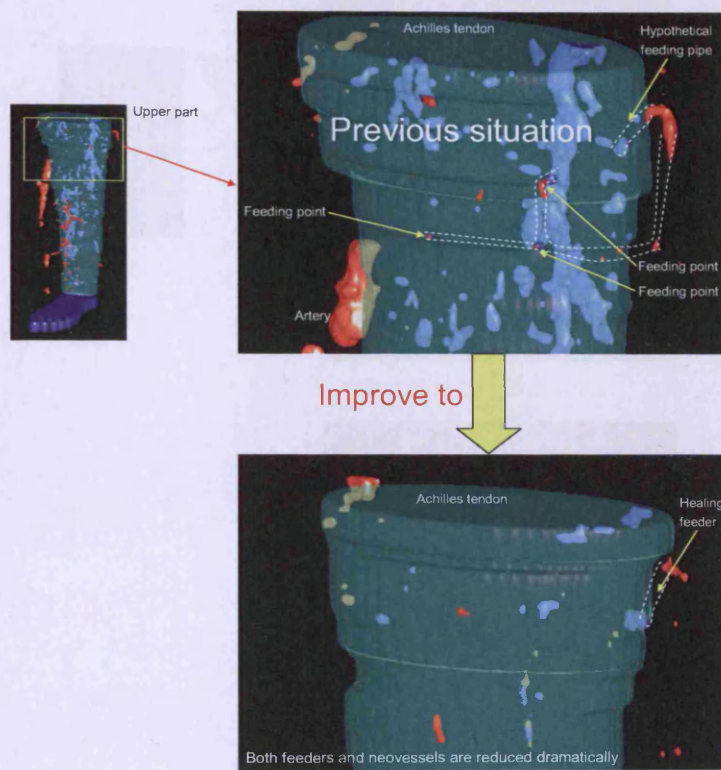 Achilles tendon
Hypothetical
feeding pipe
Upper part
Previous situation
Feeding point
Feeding point
Feeding point
Artery
Improve to
Achilles tendon
Healing
feeder
Both feeders and neovessels are reduced dramatically